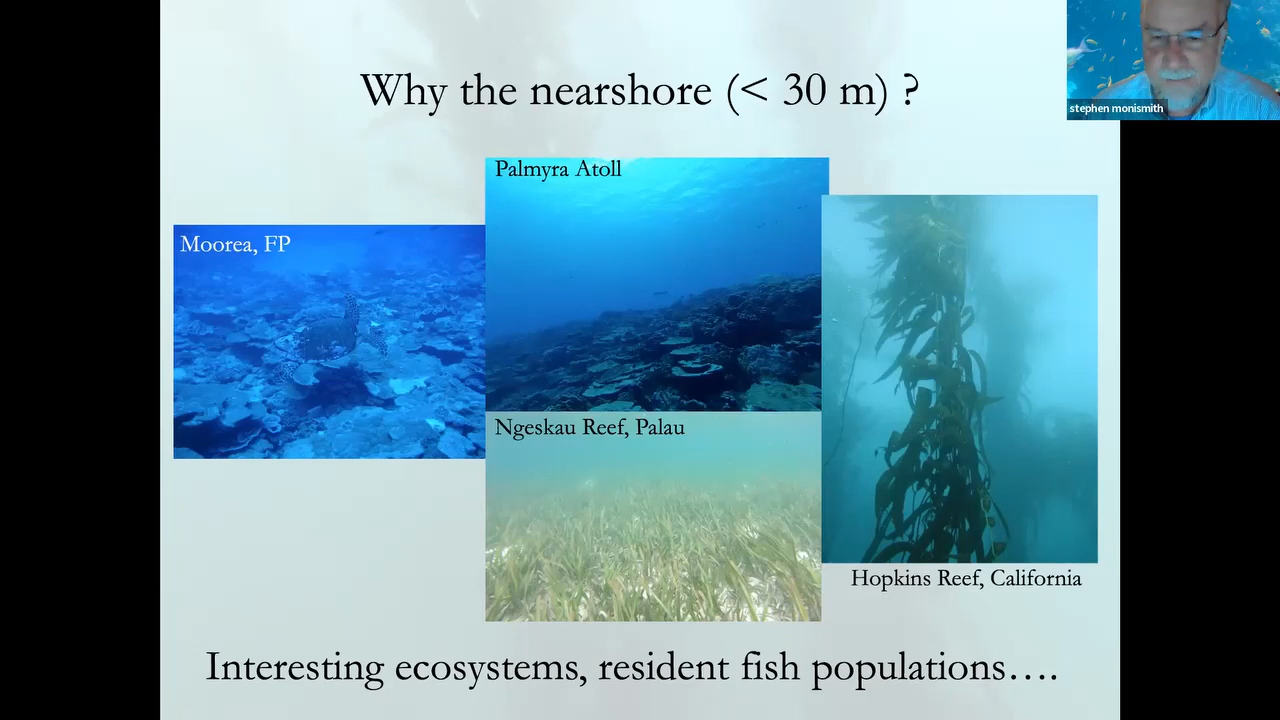 Why the nearshore (< 30 m) ?
stephen monismith
Palmyra Atoll
Moorea, FP
Ngeskau Reef, Palau
Hopkins Reef, California
Interesting ecosystems, resident fish populations….